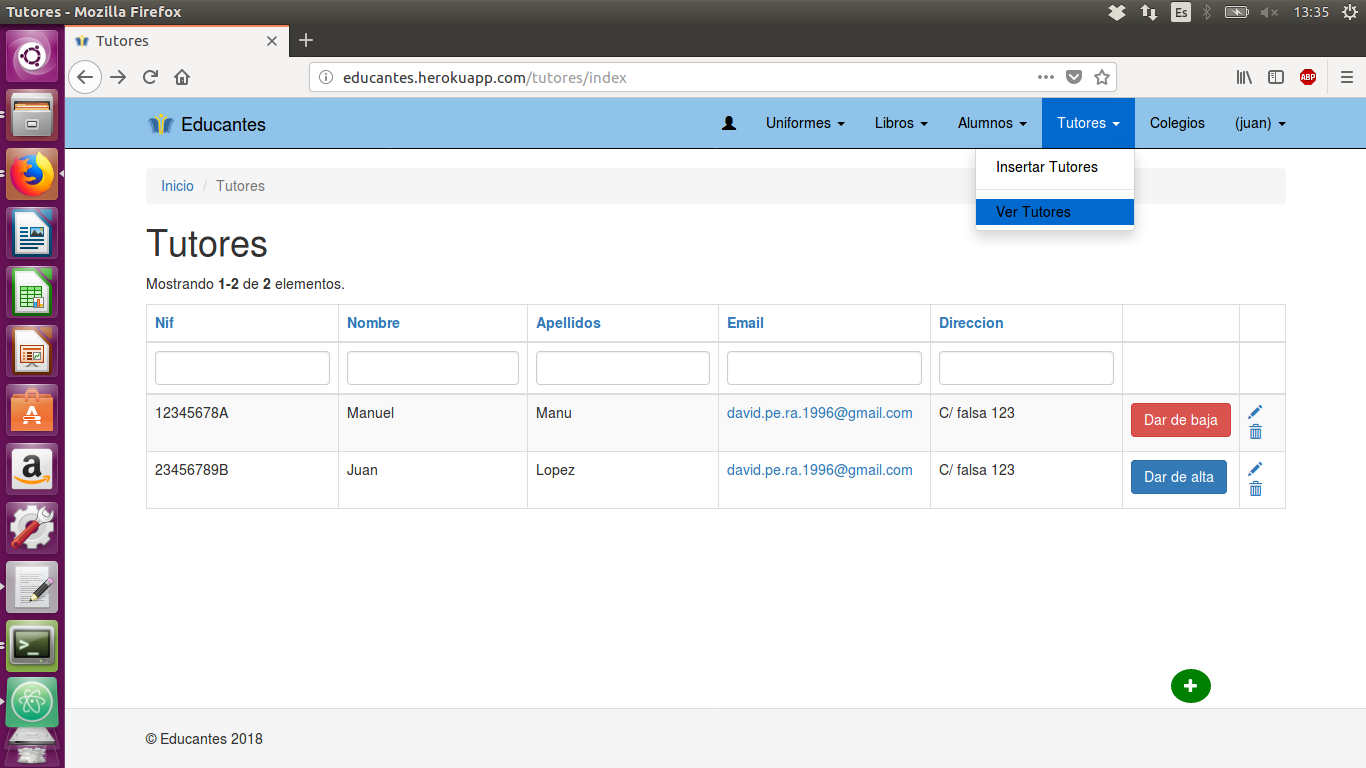 Tutores - Mozilla Firefox
Es
13:35
Tutores
educantes.herokuapp.com/tutores/index
ABP
Educantes
Uniformes
Libros
Alumnos
Tutores
Colegios
(juan)
Insertar Tutores
Ver Tutores
Inicio / Tutores
Tutores
Mostrando 1-2 de 2 elementos.
Nif Nombre Apellidos Email Direccion
12345678A Manuel Manu david.pe.ra.1996@gmail.com C/ falsa 123 Dar de baja
23456789B Juan Lopez david.pe.ra.1996@gmail.com C/ falsa 123 Dar de alta
© Educantes 2018